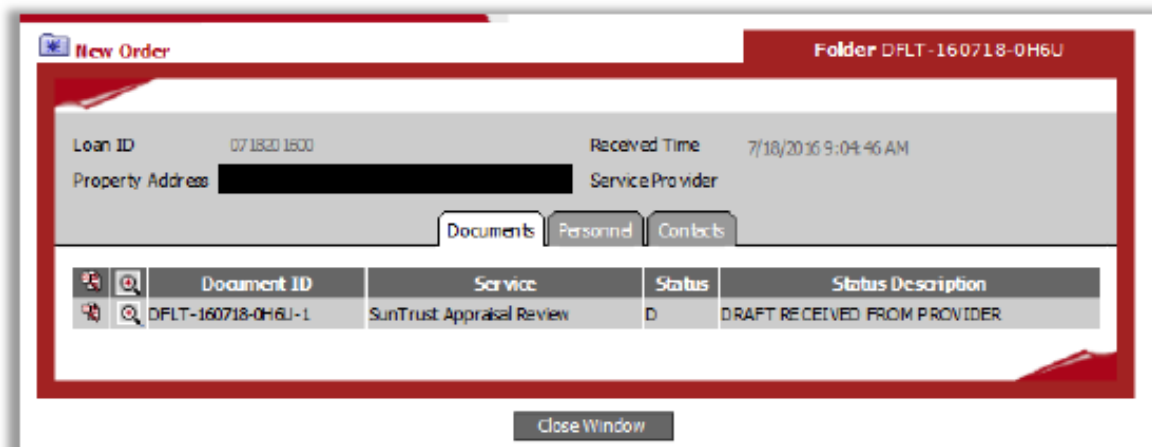 New Order
Folder DFLT-160718-0H6U
Loan ID 0718201600 Received Time 7/18/2016 9:04:46 AM
Property Address Service Provider
Documents Personnel Contacts
Document ID Service Status Status Description
DFLT-160718-0H6U-1 SunTrust Appraisal Review D DRAFT RECEIVED FROM PROVIDER
Close Window